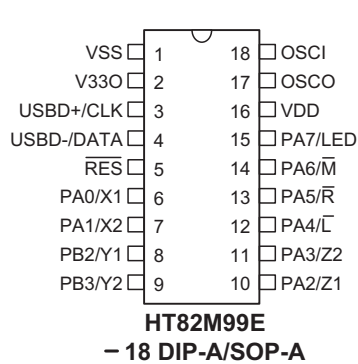 VSS 1 18 OSCI
V33O 2 17 OSCO
USBD+/CLK 3 16 VDD
USBD-/DATA 4 15 PA7/LED
R̅E̅S̅ 5 14 PA6/M̅
PA0/X1 6 13 PA5/R̅
PA1/X2 7 12 PA4/L̅
PB2/Y1 8 11 PA3/Z2
PB3/Y2 9 10 PA2/Z1
HT82M99E
– 18 DIP-A/SOP-A